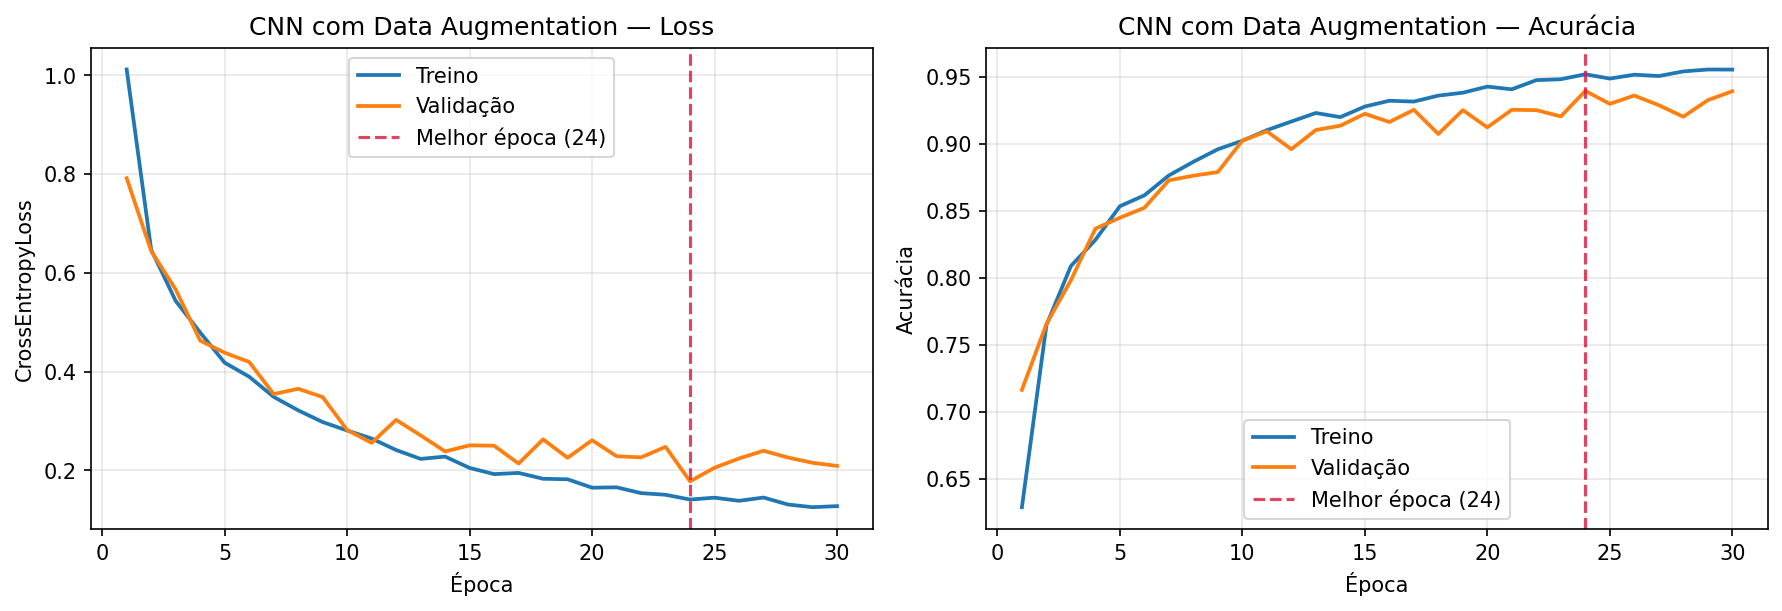 CNN com Data Augmentation — Loss
1.0
0.8
0.6
0.4
0.2
CrossEntropyLoss
Treino
Validação
Melhor época (24)
0 5 10 15 20 25 30
Época
CNN com Data Augmentation — Acurácia
0.95
0.90
0.85
0.80
0.75
0.70
0.65
Acurácia
Treino
Validação
Melhor época (24)
0 5 10 15 20 25 30
Época